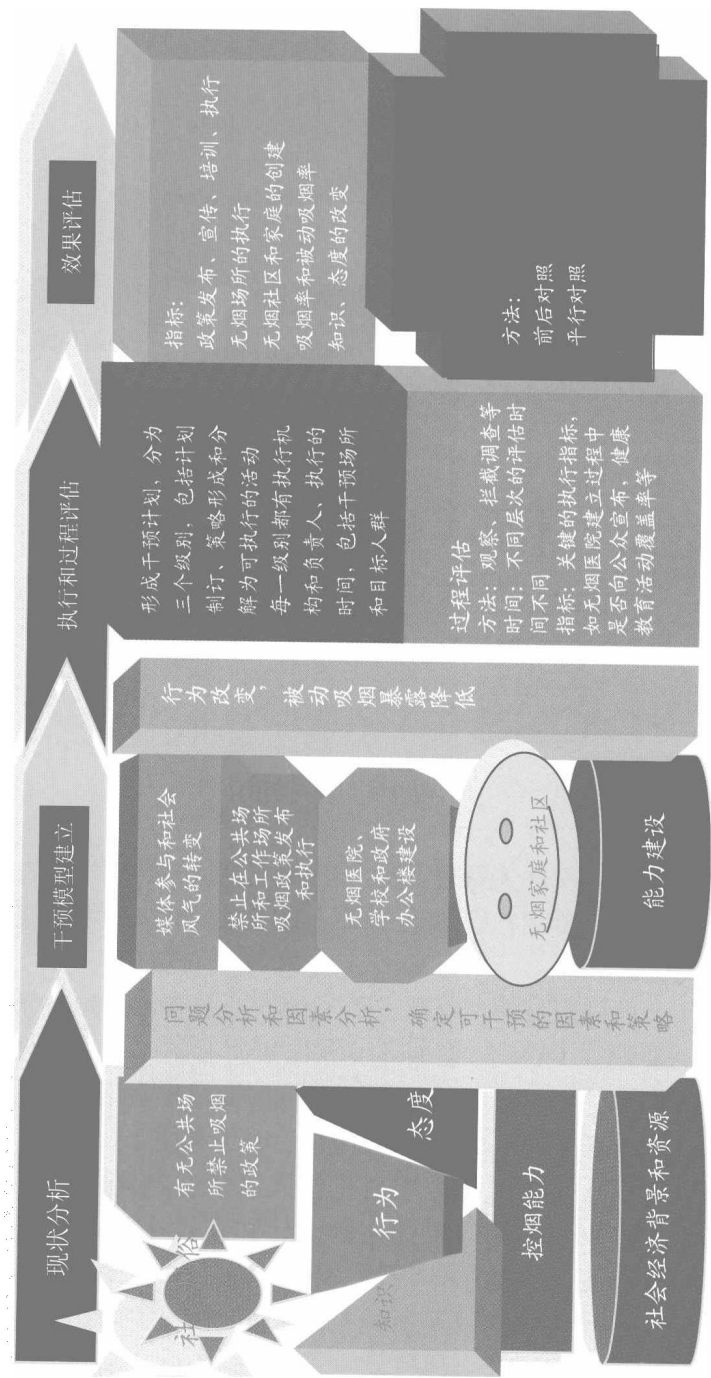 现状分析
社
俗
有无公共场
所禁止吸烟
的政策
知识
行为
态度
控烟能力
社会经济背景和资源
问题分析和因素分析，确定可干预的因素和策略
干预模型建立
媒体参与和社会
风气的转变
禁止在公共场
所和工作场所
吸烟政策发布
和执行
无烟医院、
学校和政府
办公楼建设
无烟家庭和社区
能力建设
行为改变，被动吸烟暴露降低
执行和过程评估
形成干预计划，分为
三个级别，包括计划
制订、策略形成和分
解为可执行的活动
每一级别都有执行机
构和负责人、执行的
时间，包括干预场所
和目标人群
过程评估
方法：观察、拦截调查等
时间：不同层次的评估时
间不同
指标：关键的执行指标，
如无烟医院建立过程中
是否向公众宣布，健康
教育活动覆盖率等
效果评估
指标：
政策发布、宣传、培训、执行
无烟场所的执行
无烟社区和家庭的创建
吸烟率和被动吸烟率
知识、态度的改变
方法：
前后对照
平行对照